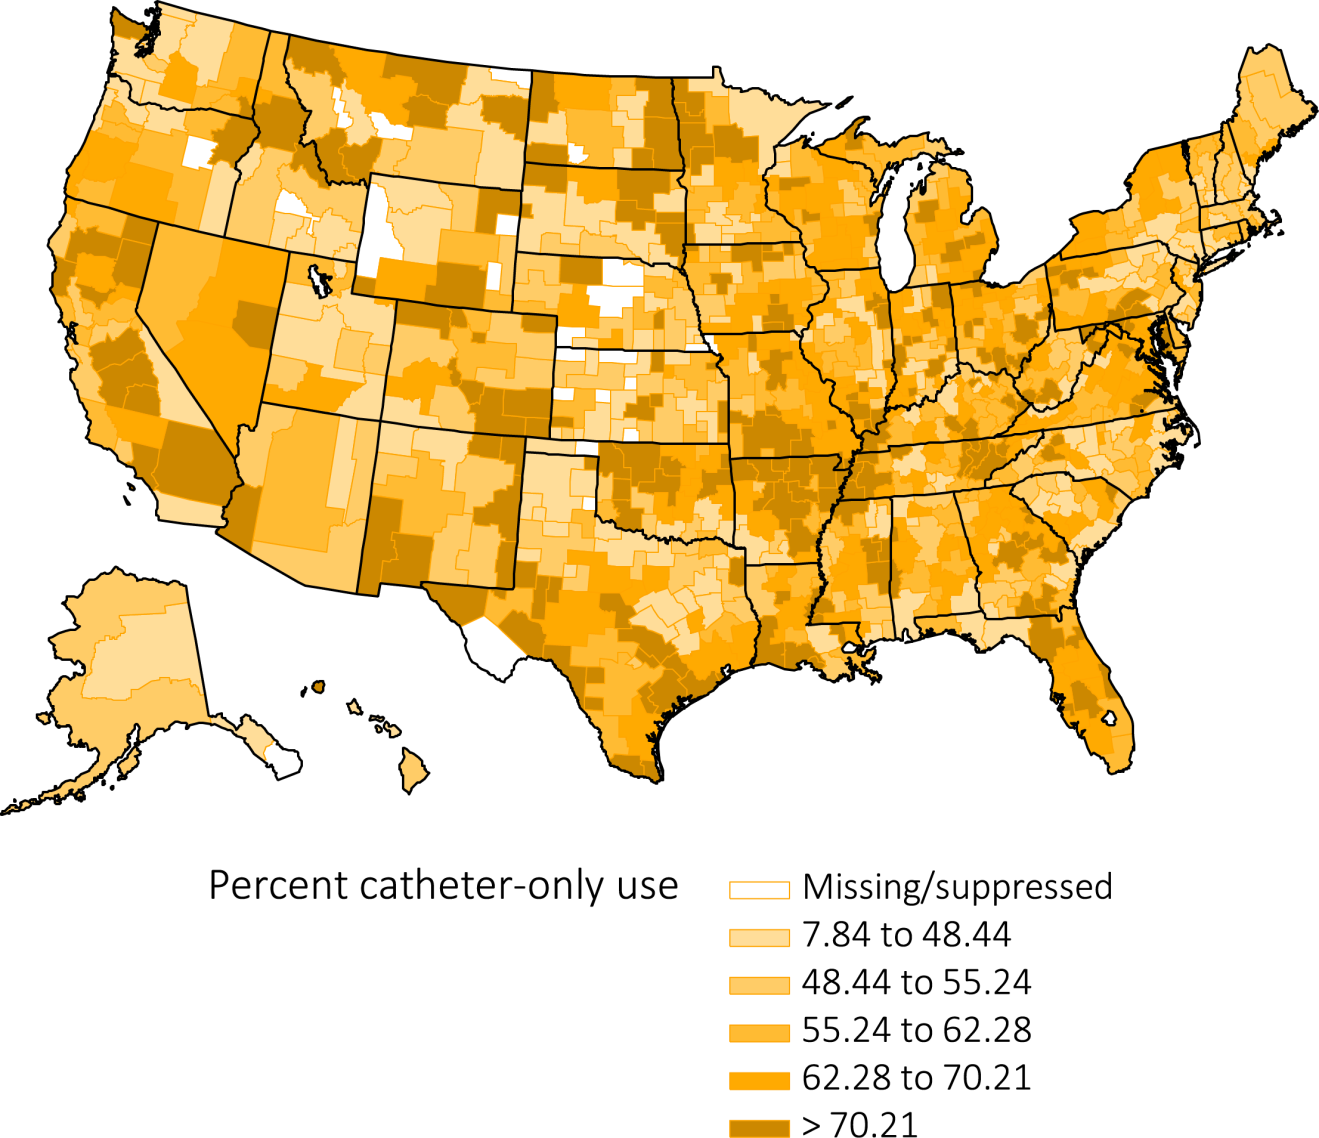 Percent catheter-only use
Missing/suppressed
7.84 to 48.44
48.44 to 55.24
55.24 to 62.28
62.28 to 70.21
> 70.21